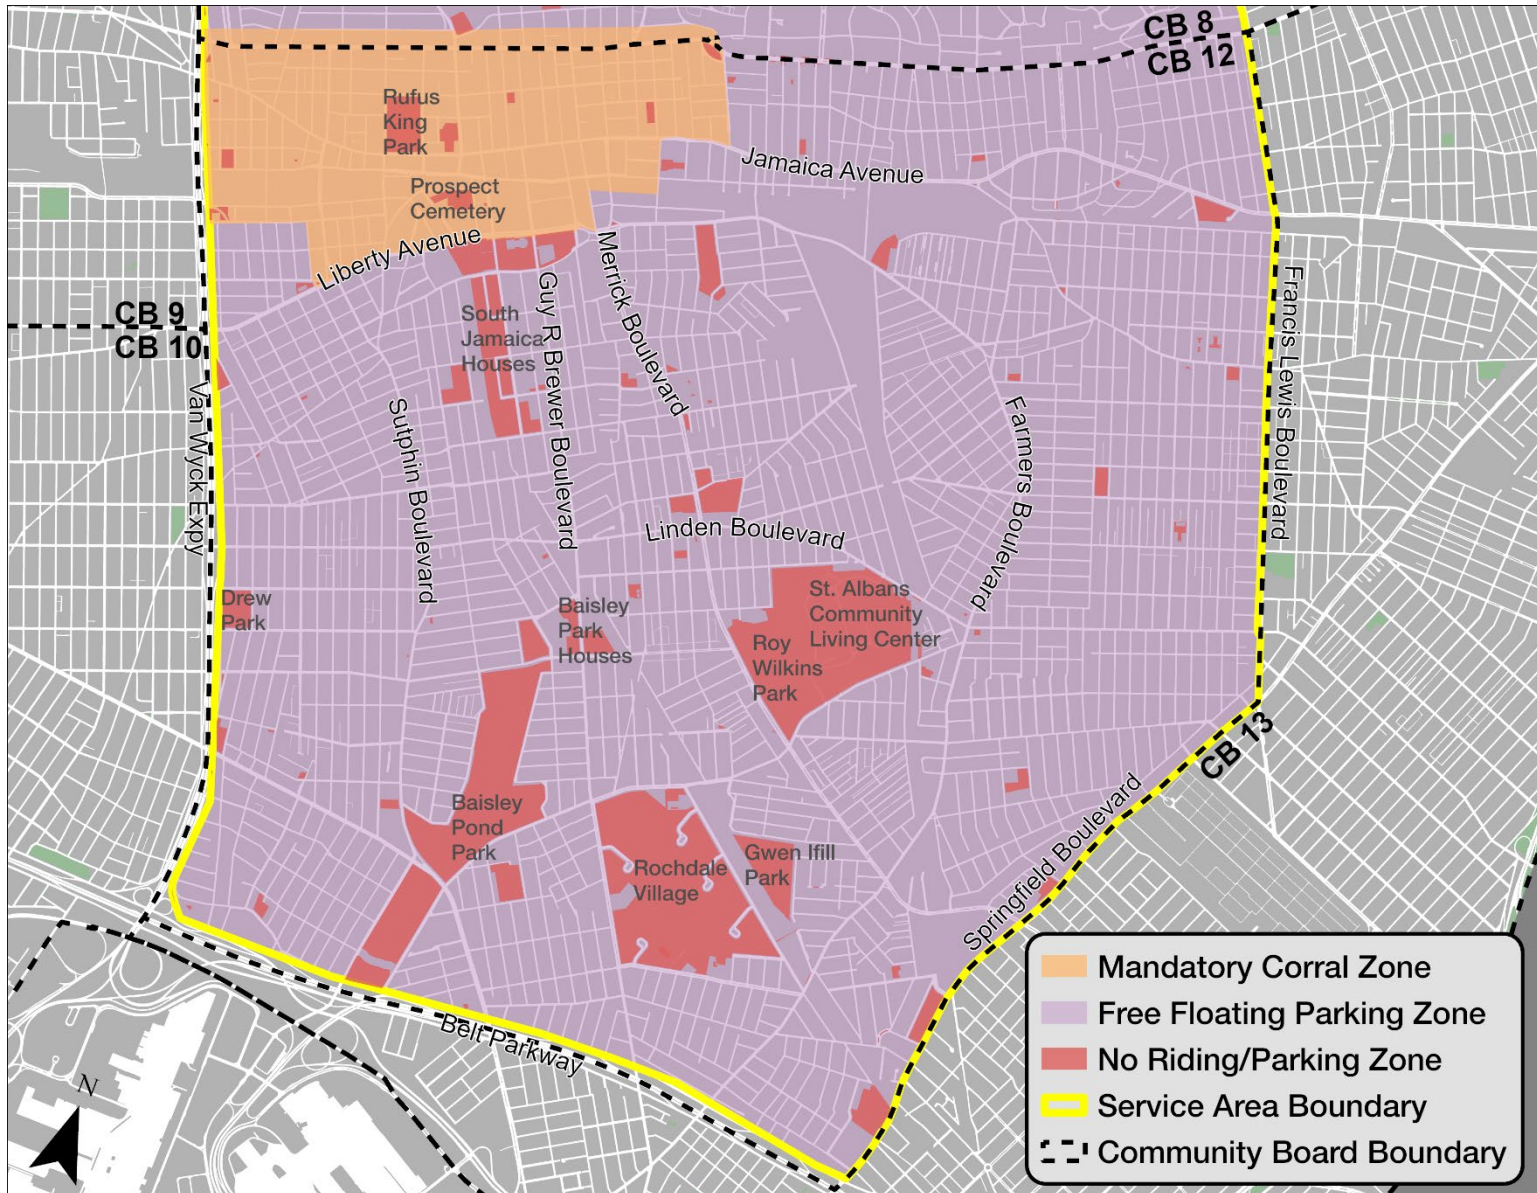 CB 8
CB 12
Rufus
King
Park
Jamaica Avenue
Prospect
Cemetery
Liberty Avenue
Merrick Boulevard
Guy R Brewer Boulevard
Francis Lewis Boulevard
CB 9
CB 10
South
Jamaica
Houses
Van Wyck Expy
Sutphin Boulevard
Farmers Boulevard
Linden Boulevard
Drew
Park
Baisley
Park
Houses
St. Albans
Community
Living Center
Roy
Wilkins
Park
CB 13
Baisley
Pond
Park
Rochdale
Village
Gwen Ifill
Park
Springfield Boulevard
Belt Parkway
N
Mandatory Corral Zone
Free Floating Parking Zone
No Riding/Parking Zone
Service Area Boundary
Community Board Boundary